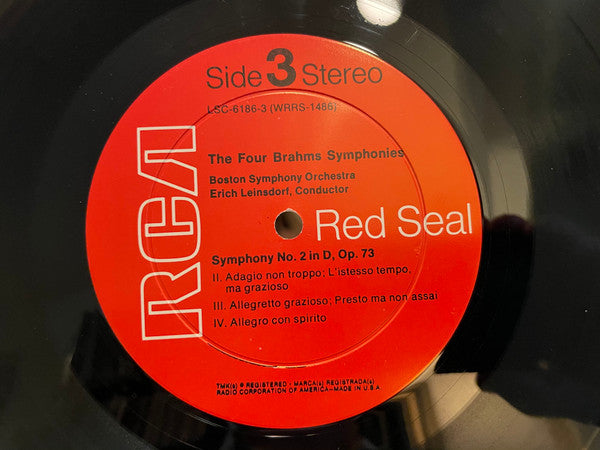 Side 3 Stereo
LSC-6186-3 (WRRS-1486)
RCA
The Four Brahms Symphonies
Boston Symphony Orchestra
Erich Leinsdorf, Conductor
Red Seal
Symphony No. 2 in D, Op. 73
II. Adagio non troppo; L'istesso tempo,
ma grazioso
III. Allegretto grazioso; Presto ma non assai
IV. Allegro con spirito
TMK(s) ® REGISTERED - MARCA(s) REGISTRADA(s)
RADIO CORPORATION OF AMERICA-MADE IN U.S.A.